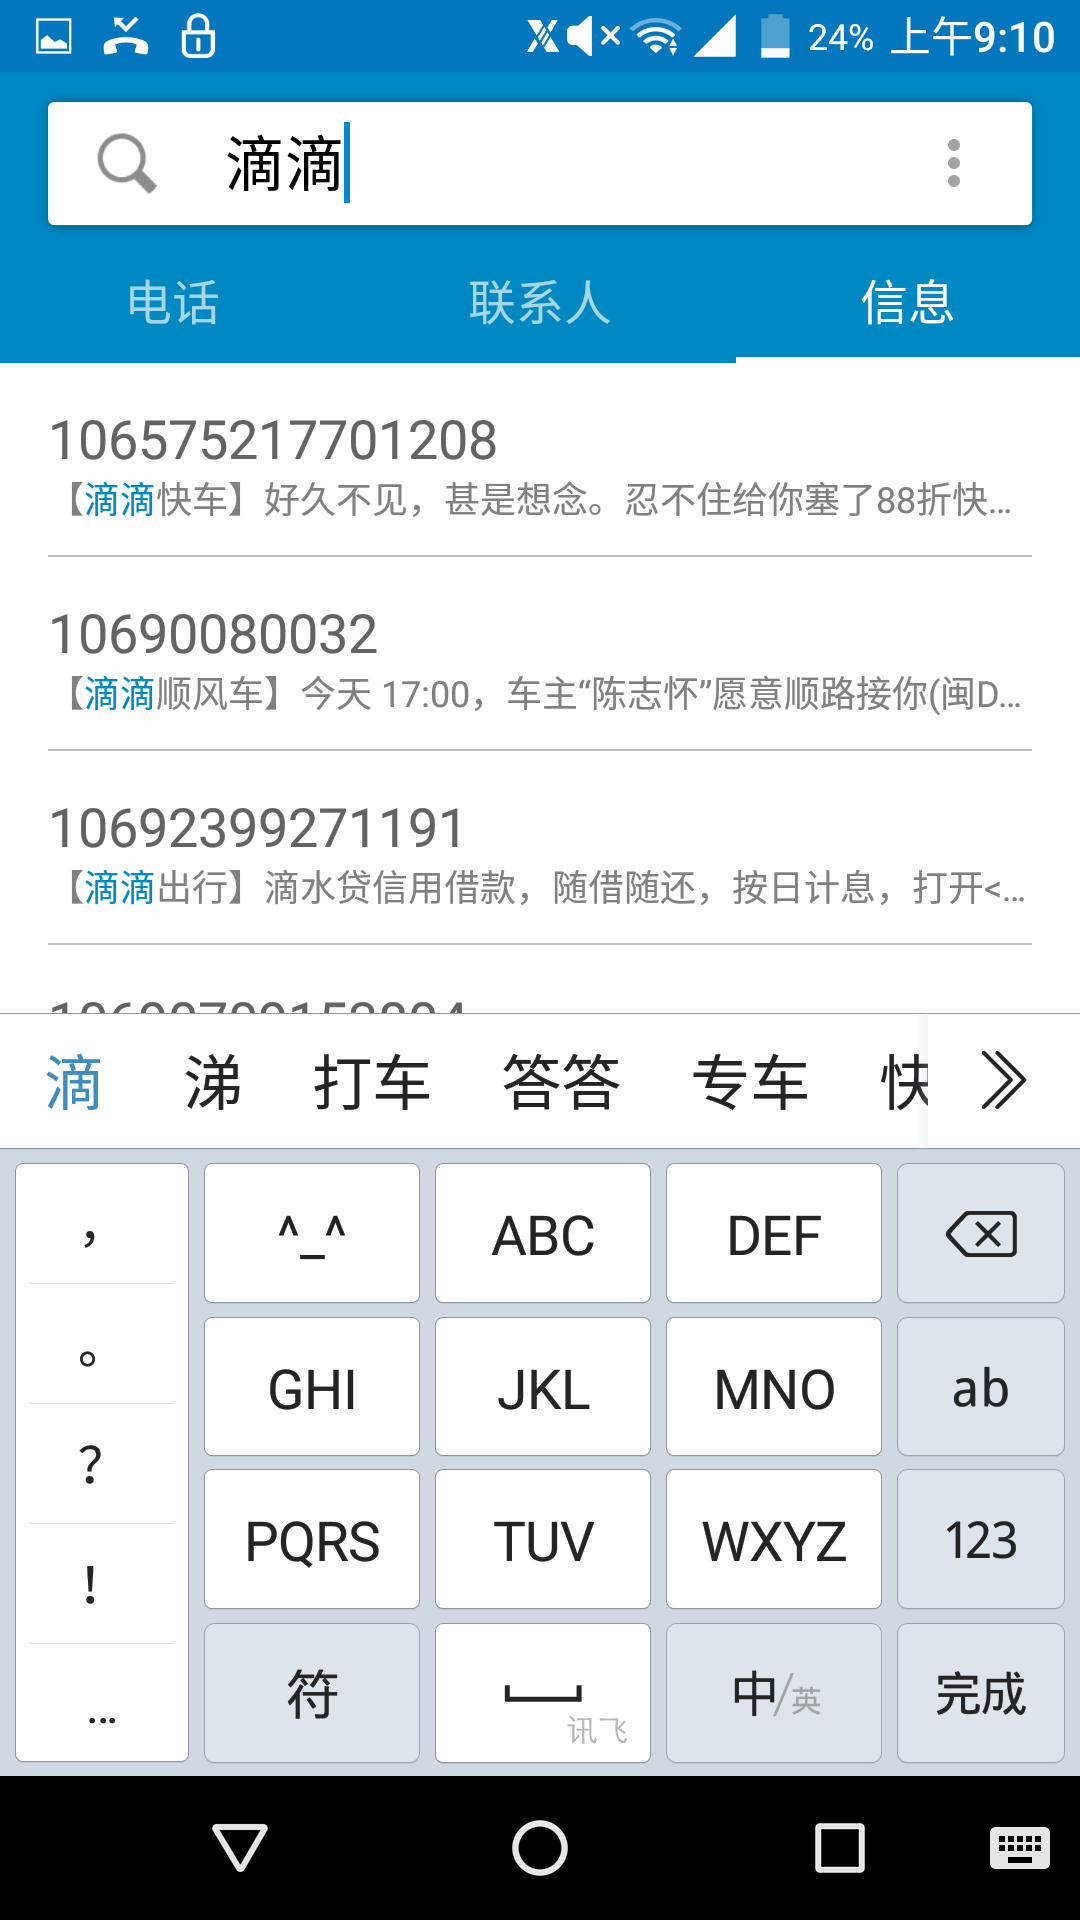 24% 上午9:10
滴滴
电话 联系人 信息
106575217701208
【滴滴快车】好久不见，甚是想念。忍不住给你塞了88折快...
10690080032
【滴滴顺风车】今天 17:00，车主“陈志怀”愿意顺路接你(闽D...
10692399271191
【滴滴出行】滴水贷信用借款，随借随还，按日计息，打开<...
滴 涕 打车 答答 专车 快
， ^_^ ABC DEF
。 GHI JKL MNO ab
？ PQRS TUV WXYZ 123
！
... 符 讯飞 中/英 完成